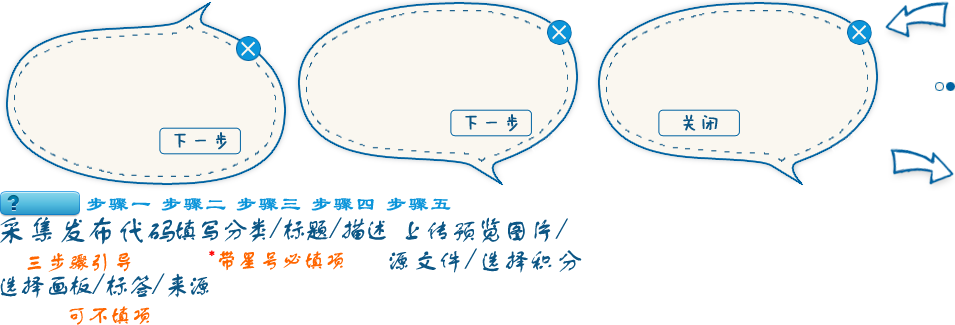 下一步
下一步
关闭
? 步骤一 步骤二 步骤三 步骤四 步骤五
采集发布代码填写分类/标题/描述 上传预览图片/
三步骤引导 *带星号必填项 源文件/选择积分
选择画板/标签/来源
可不填项